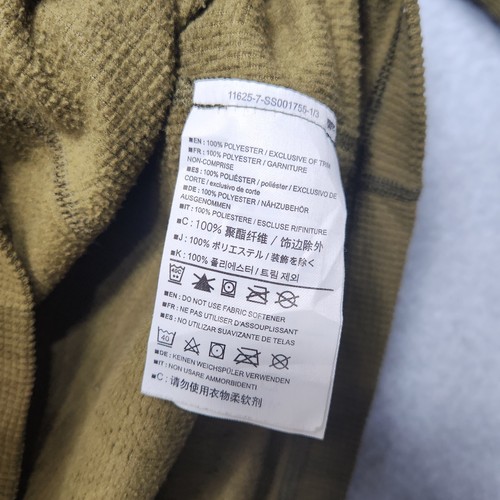 11625-7-SS001755-1/3
■EN : 100% POLYESTER / EXCLUSIVE OF TRIM
■FR : 100% POLYESTER / GARNITURE
NON-COMPRISE
■ES : 100% POLIÉSTER / poliéster / EXCLUSIVO DE
CORTE / exclusivo de corte
■DE : 100% POLYESTER / NÄHZUBEHÖR
AUSGENOMMEN
■IT : 100% POLIESTERE / ESCLUSE RIFINITURE
■C : 100% 聚酯纤维 / 饰边除外
■J : 100% ポリエステル / 装飾を除く
■K : 100% 폴리에스터 / 트림 제외
40C
■EN : DO NOT USE FABRIC SOFTENER
■FR : NE PAS UTILISER D'ASSOUPLISSANT
■ES : NO UTILIZAR SUAVIZANTE DE TELAS
40
■DE : KEINEN WEICHSPÜLER VERWENDEN
■IT : NON USARE AMMORBIDENTI
■C : 请勿使用衣物柔软剂